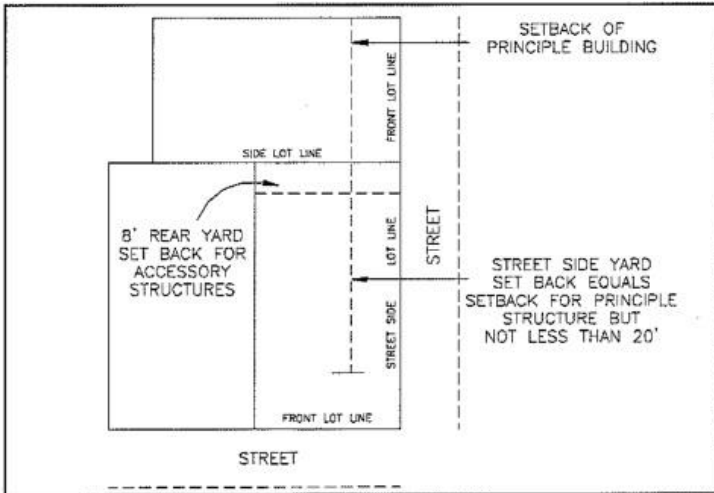 SETBACK OF
PRINCIPLE BUILDING
FRONT LOT LINE
SIDE LOT LINE
8' REAR YARD
SET BACK FOR
ACCESSORY
STRUCTURES
STREET
STREET SIDE LOT LINE
STREET SIDE YARD
SET BACK EQUALS
SETBACK FOR PRINCIPLE
STRUCTURE BUT
NOT LESS THAN 20'
FRONT LOT LINE
STREET